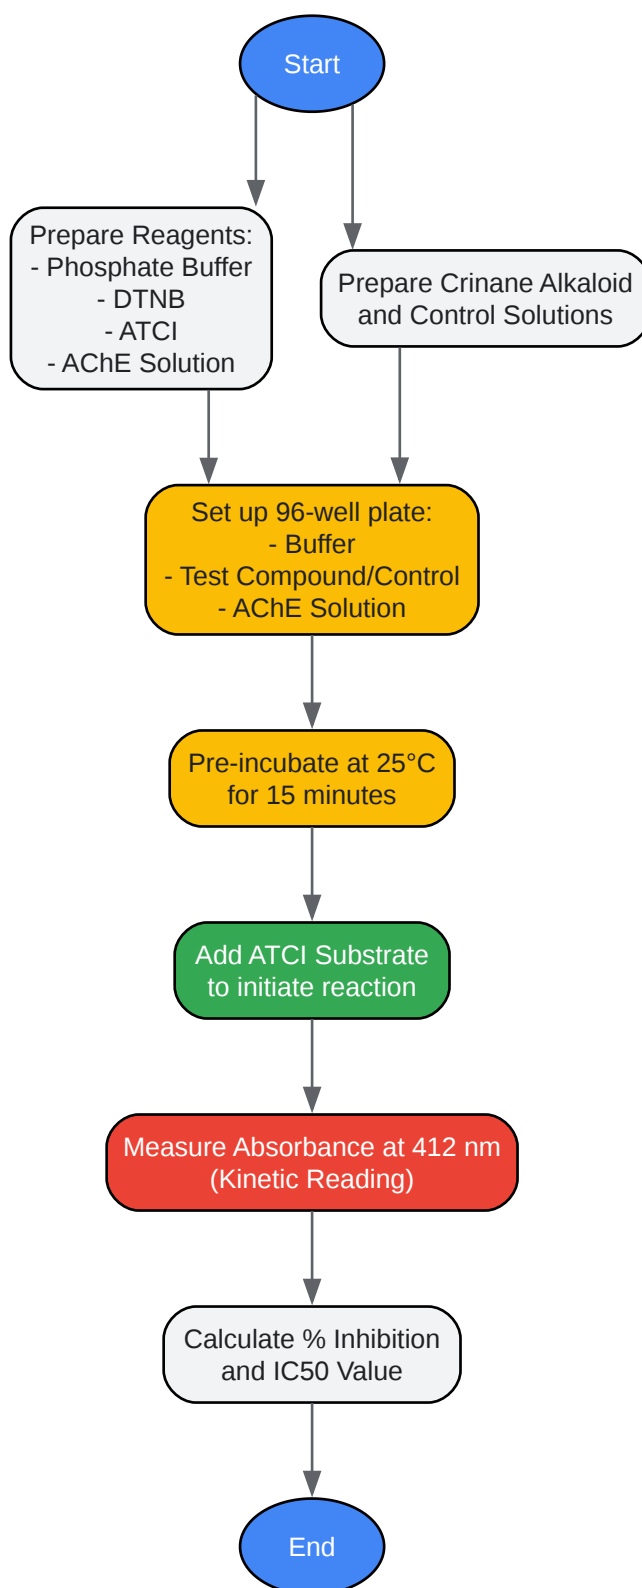 Start
Prepare Reagents:
- Phosphate Buffer
- DTNB
- ATCI
- AChE Solution
Prepare Crinane Alkaloid
and Control Solutions
Set up 96-well plate:
- Buffer
- Test Compound/Control
- AChE Solution
Pre-incubate at 25°C
for 15 minutes
Add ATCI Substrate
to initiate reaction
Measure Absorbance at 412 nm
(Kinetic Reading)
Calculate % Inhibition
and IC50 Value
End